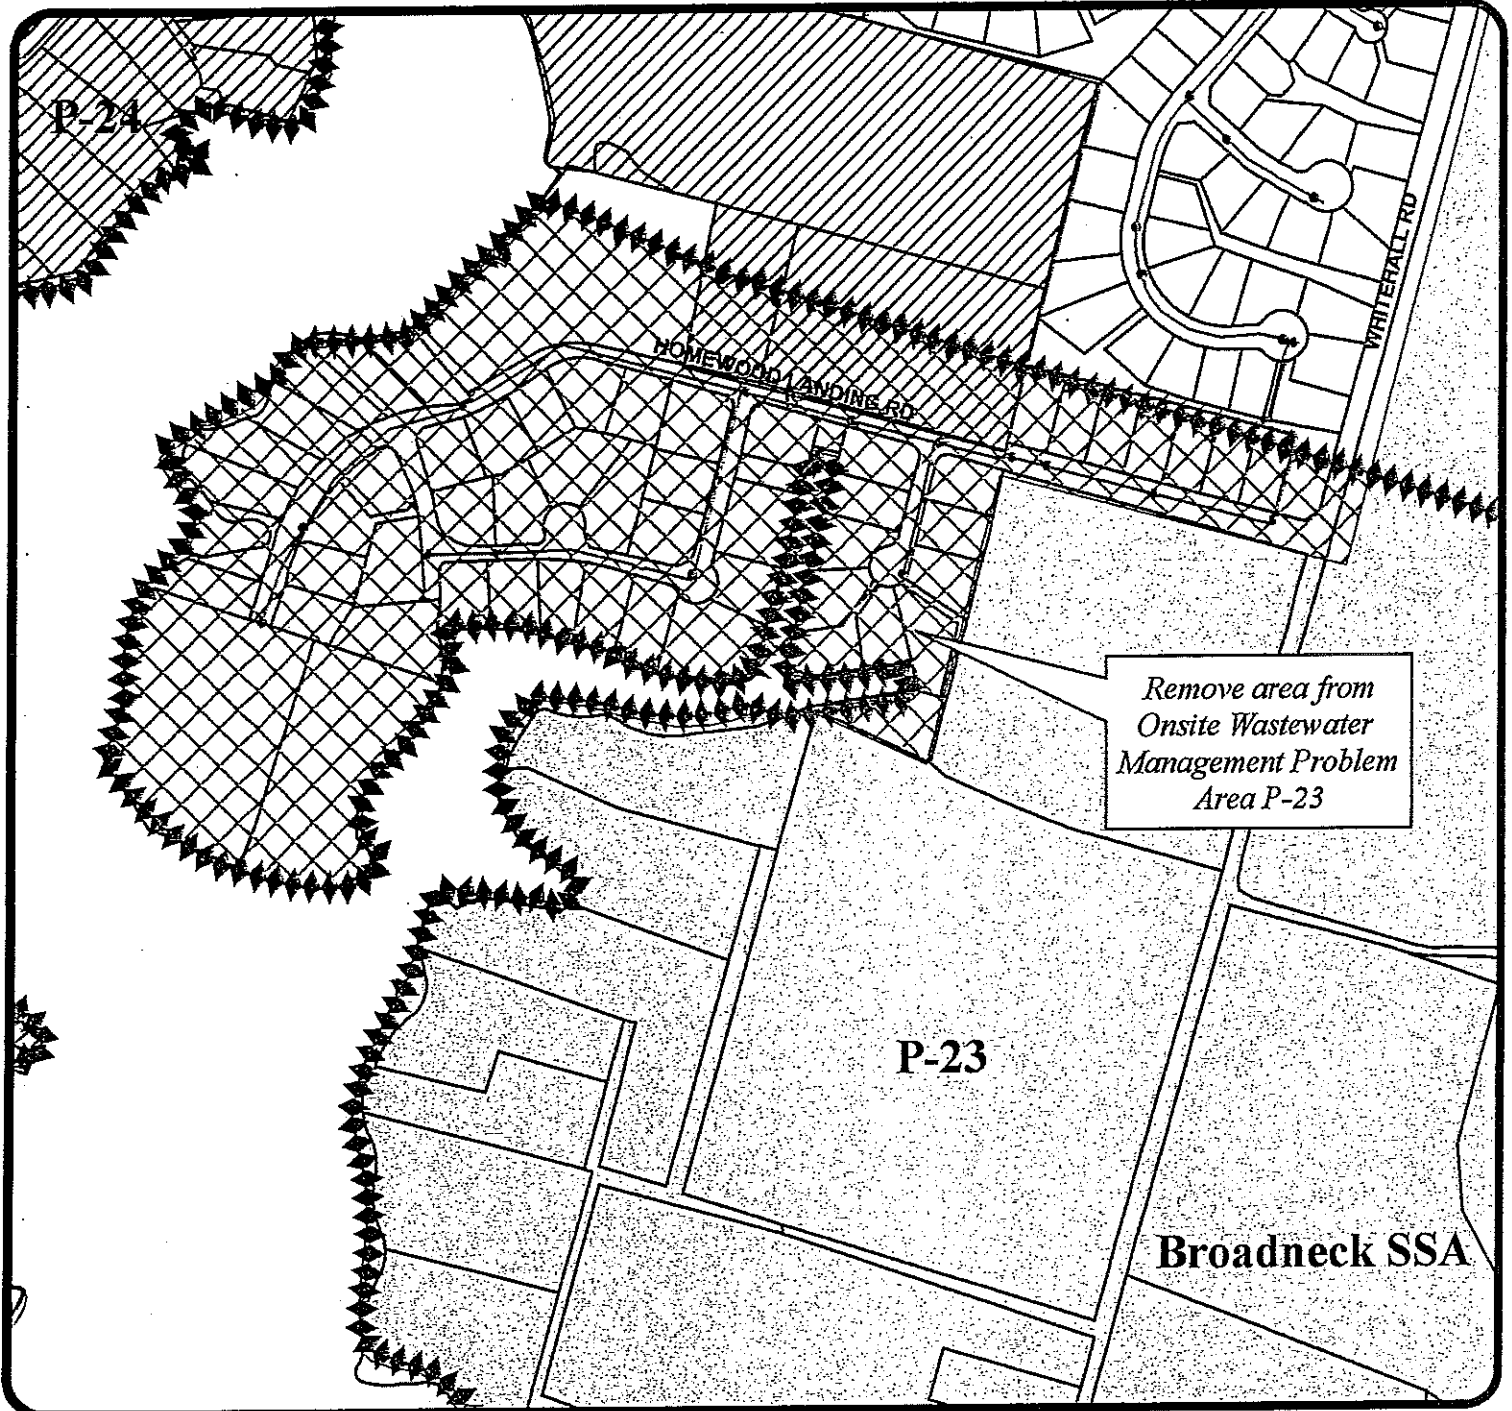 P-24
WHITEHALL RD
HOMEWOOD LANDING RD
Remove area from
Onsite Wastewater
Management Problem
Area P-23
P-23
Broadneck SSA